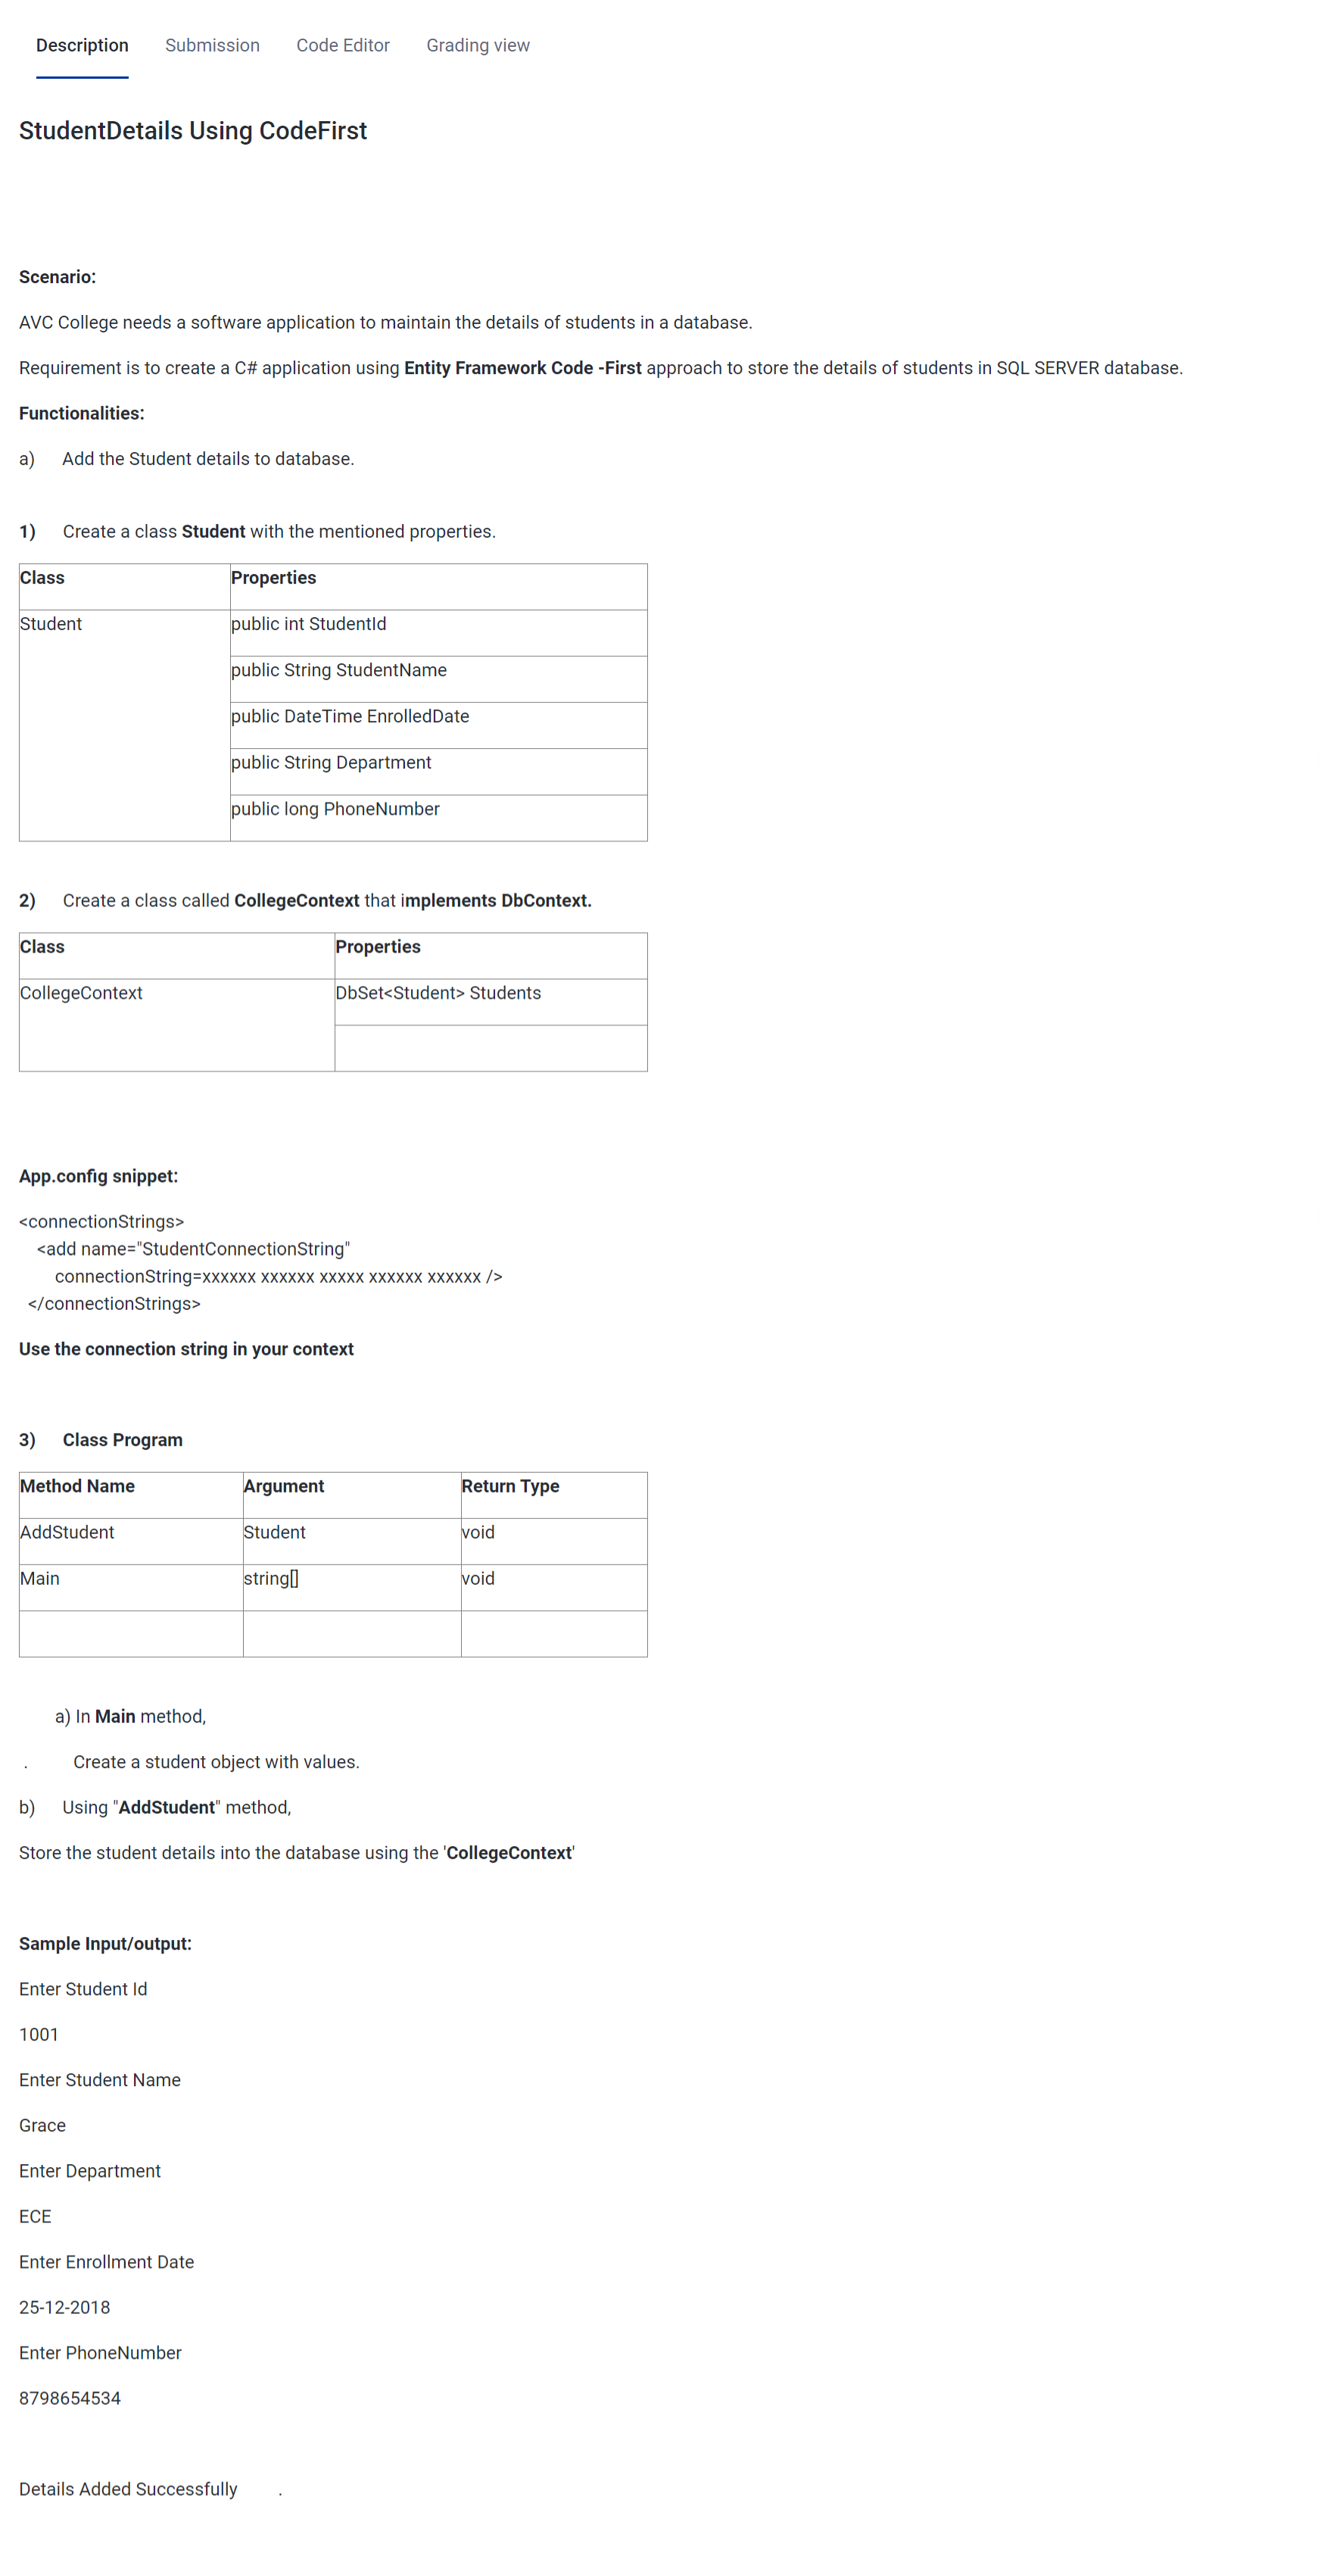 Description Submission Code Editor Grading view
StudentDetails Using CodeFirst
Scenario:
AVC College needs a software application to maintain the details of students in a database.
Requirement is to create a C# application using Entity Framework Code -First approach to store the details of students in SQL SERVER database.
Functionalities:
a) Add the Student details to database.
1) Create a class Student with the mentioned properties.
Class Properties
Student public int StudentId
public String StudentName
public DateTime EnrolledDate
public String Department
public long PhoneNumber
2) Create a class called CollegeContext that implements DbContext.
Class Properties
CollegeContext DbSet<Student> Students
App.config snippet:
<connectionStrings>
<add name="StudentConnectionString"
connectionString=xxxxxx xxxxxx xxxxx xxxxxx xxxxxx />
</connectionStrings>
Use the connection string in your context
3) Class Program
Method Name Argument Return Type
AddStudent Student void
Main string[] void
a) In Main method,
. Create a student object with values.
b) Using "AddStudent" method,
Store the student details into the database using the 'CollegeContext'
Sample Input/output:
Enter Student Id
1001
Enter Student Name
Grace
Enter Department
ECE
Enter Enrollment Date
25-12-2018
Enter PhoneNumber
8798654534
Details Added Successfully .